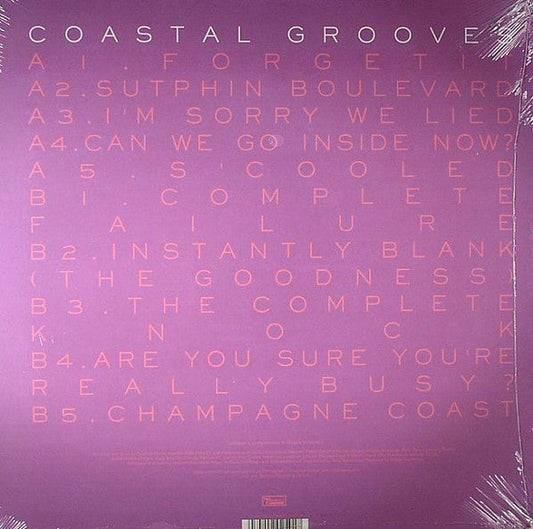 COASTAL GROOVES
A1.FORGET IT
A2.SUTPHIN BOULEVARD
A3.I'M SORRY WE LIED
A4.CAN WE GO INSIDE NOW?
A5.S'COOLED
B1.COMPLETE
FAILURE
B2.INSTANTLY BLANK
(THE GOODNESS)
B3.THE COMPLETE
KNOCK
B4.ARE YOU SURE YOU'RE
REALLY BUSY?
B5.CHAMPAGNE COAST
Domino